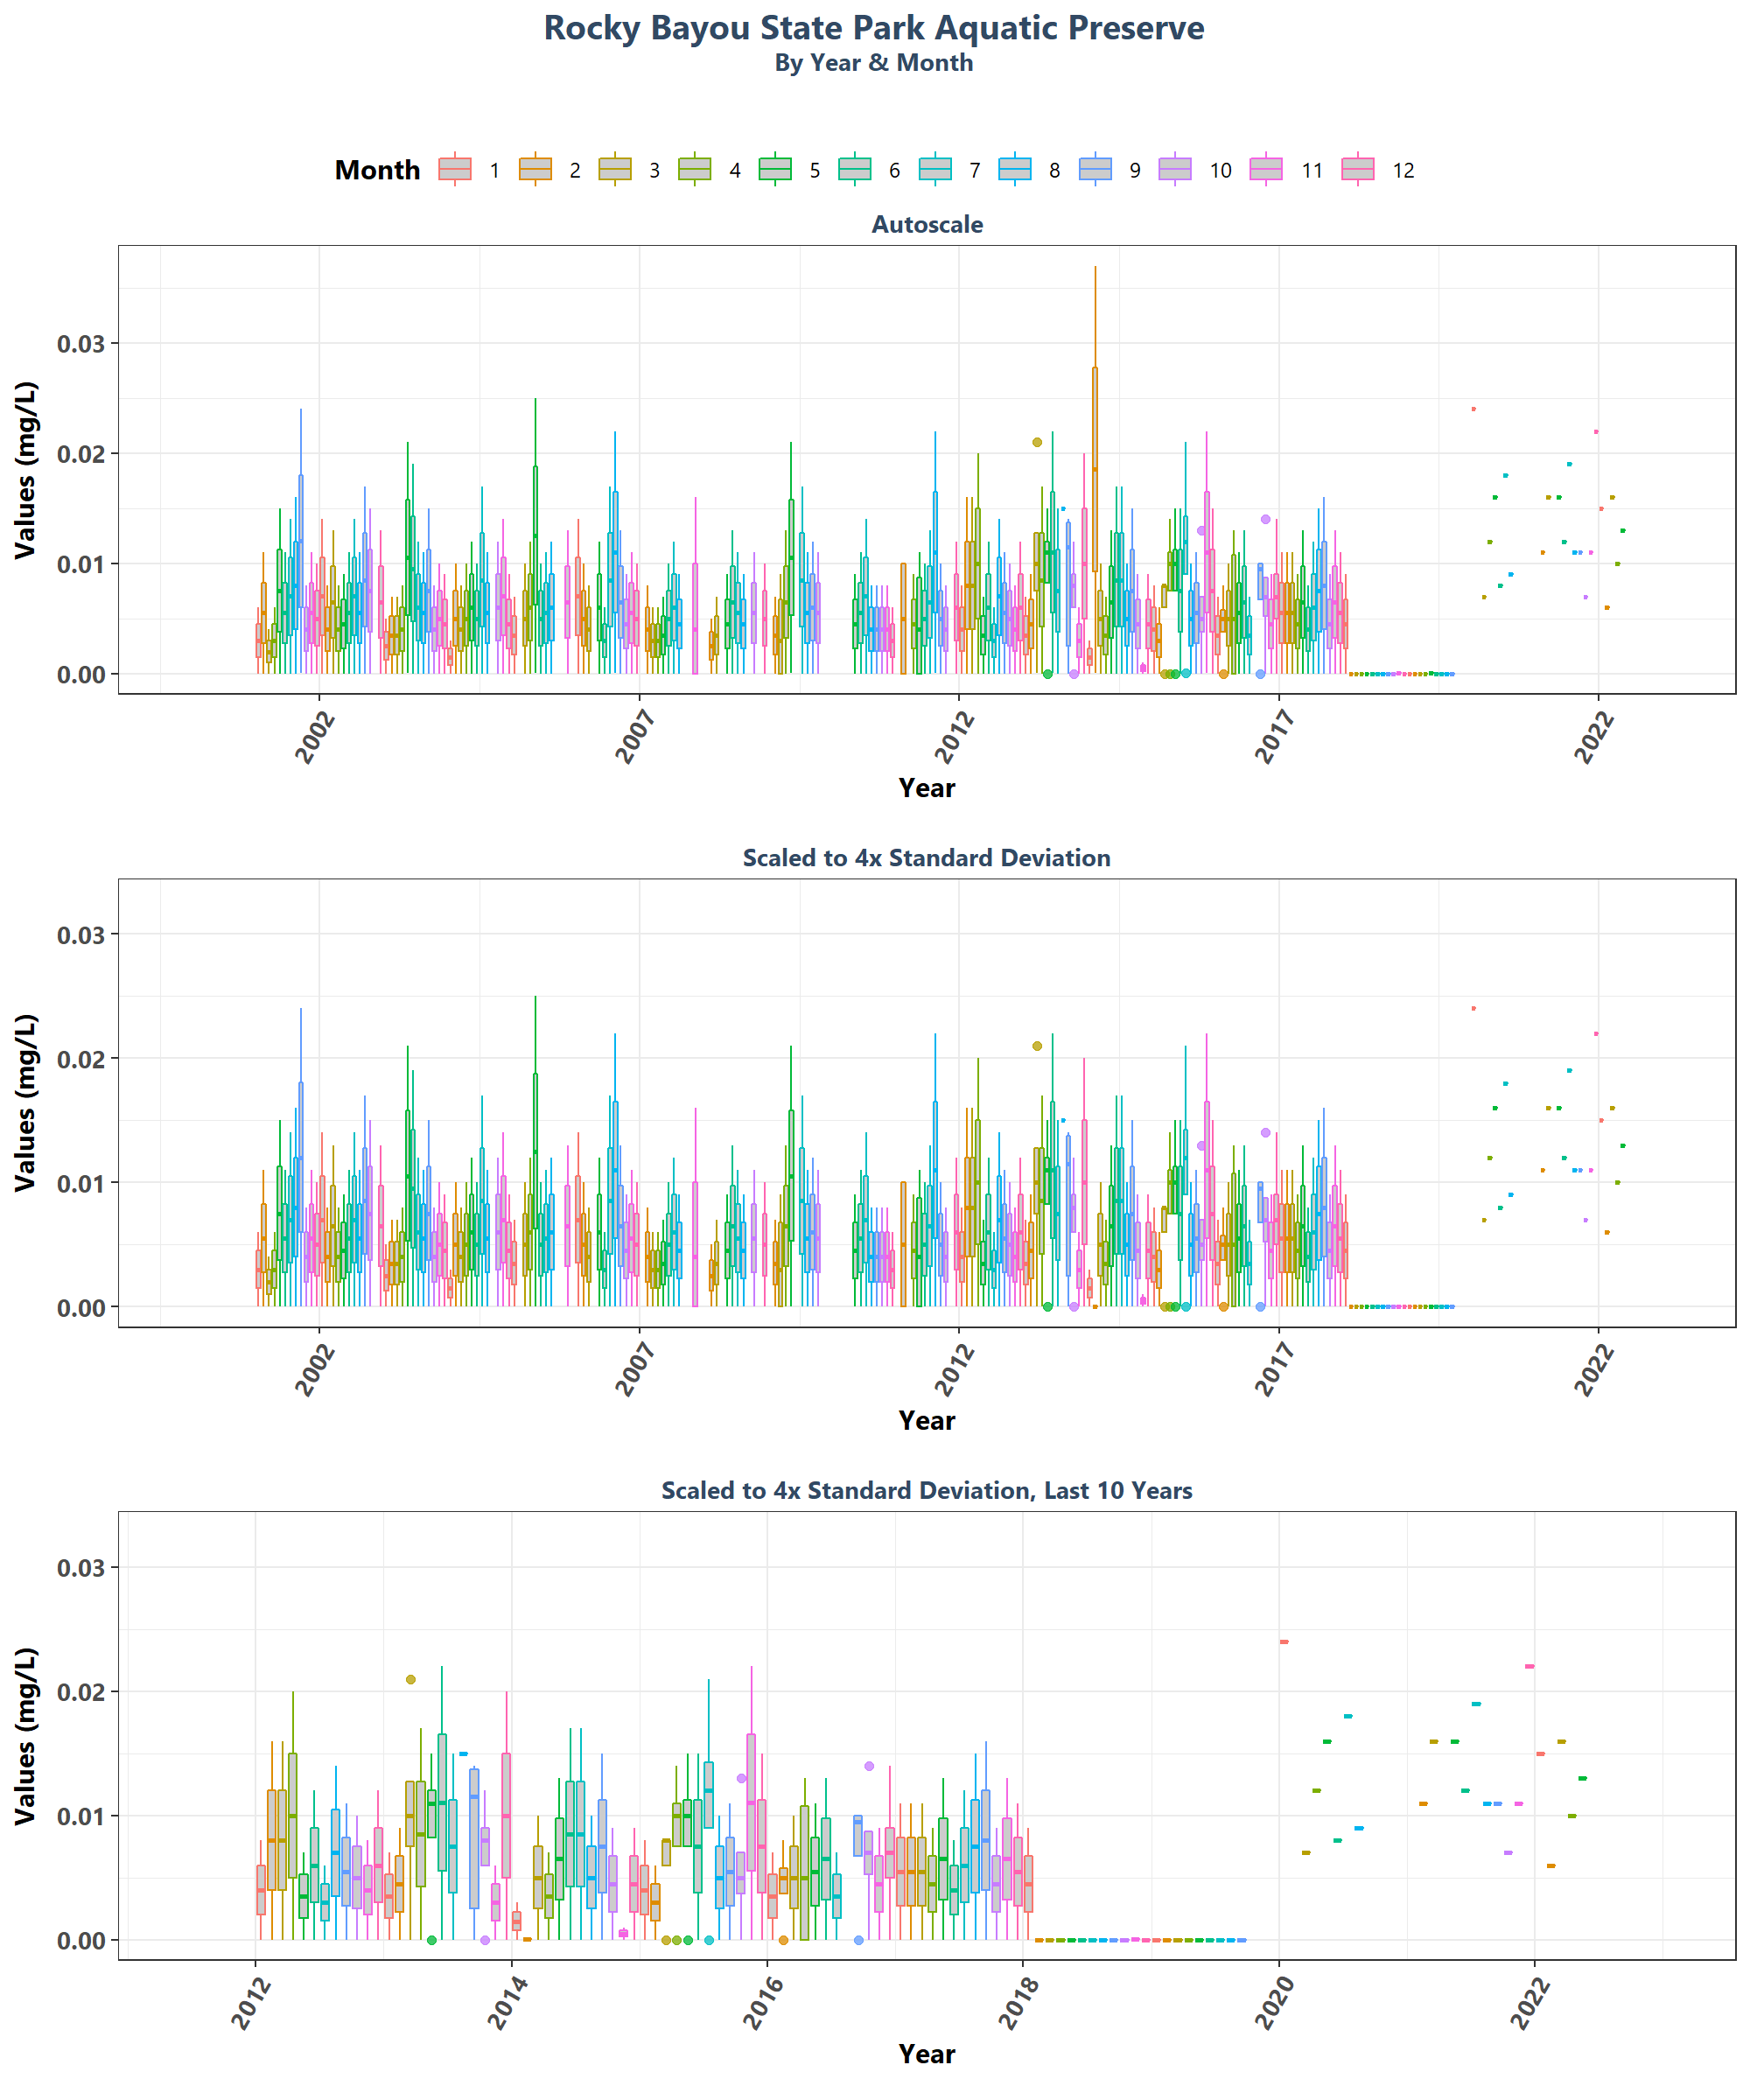 Rocky Bayou State Park Aquatic Preserve
By Year & Month
Month 1 2 3 4 5 6 7 8 9 10 11 12
Autoscale
Values (mg/L)
0.03
0.02
0.01
0.00
2002 2007 2012 2017 2022
Year
Scaled to 4x Standard Deviation
Values (mg/L)
0.03
0.02
0.01
0.00
2002 2007 2012 2017 2022
Year
Scaled to 4x Standard Deviation, Last 10 Years
Values (mg/L)
0.03
0.02
0.01
0.00
2012 2014 2016 2018 2020 2022
Year